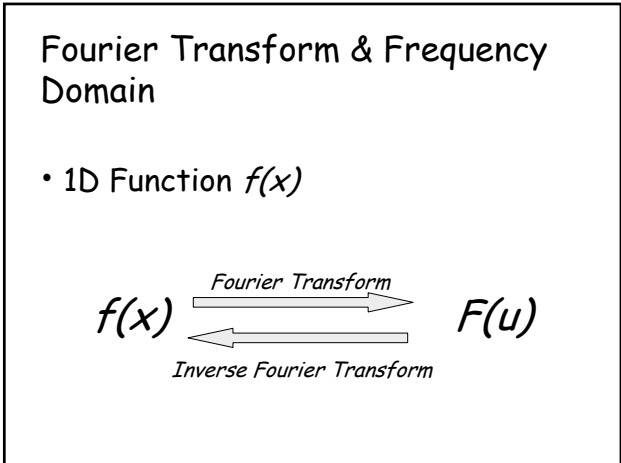 Fourier Transform & Frequency
Domain
• 1D Function f(x)
Fourier Transform
f(x) F(u)
Inverse Fourier Transform